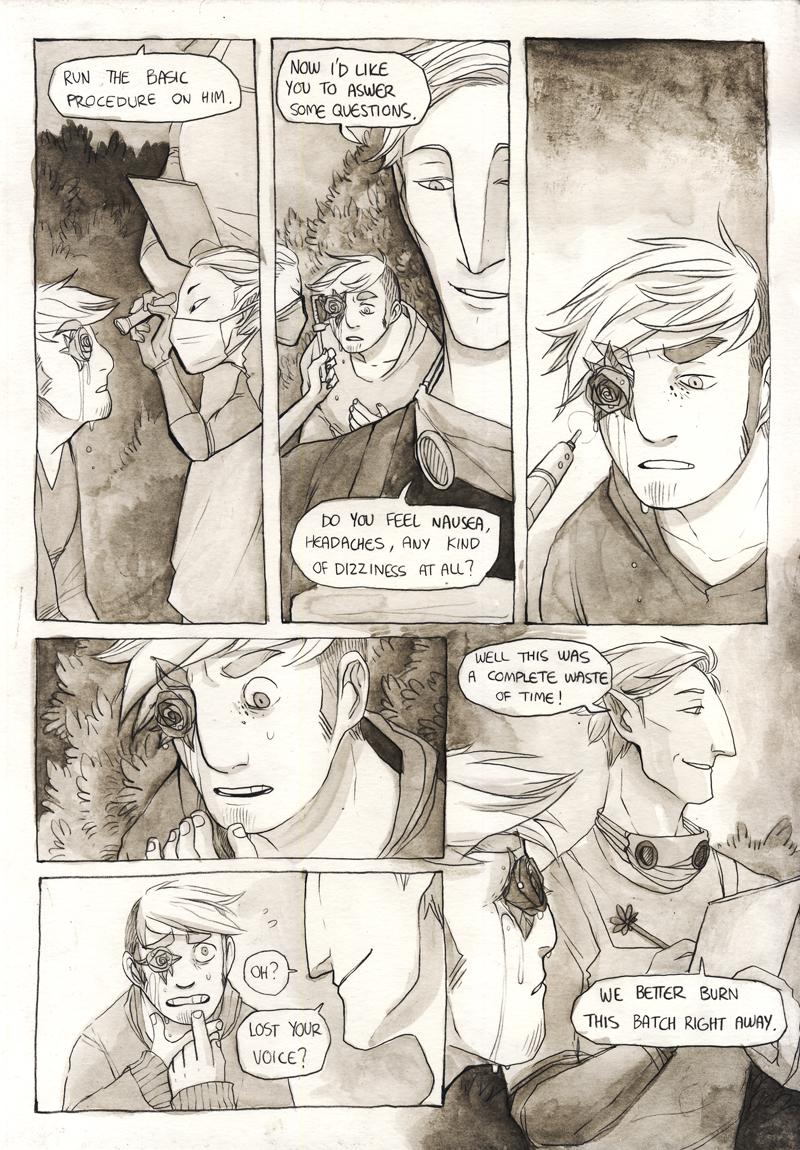 RUN THE BASIC
PROCEDURE ON HIM.
NOW I'D LIKE
YOU TO ASWER
SOME QUESTIONS.
DO YOU FEEL NAUSEA,
HEADACHES, ANY KIND
OF DIZZINESS AT ALL?
OH?
LOST YOUR
VOICE?
WELL THIS WAS
A COMPLETE WASTE
OF TIME!
WE BETTER BURN
THIS BATCH RIGHT AWAY.